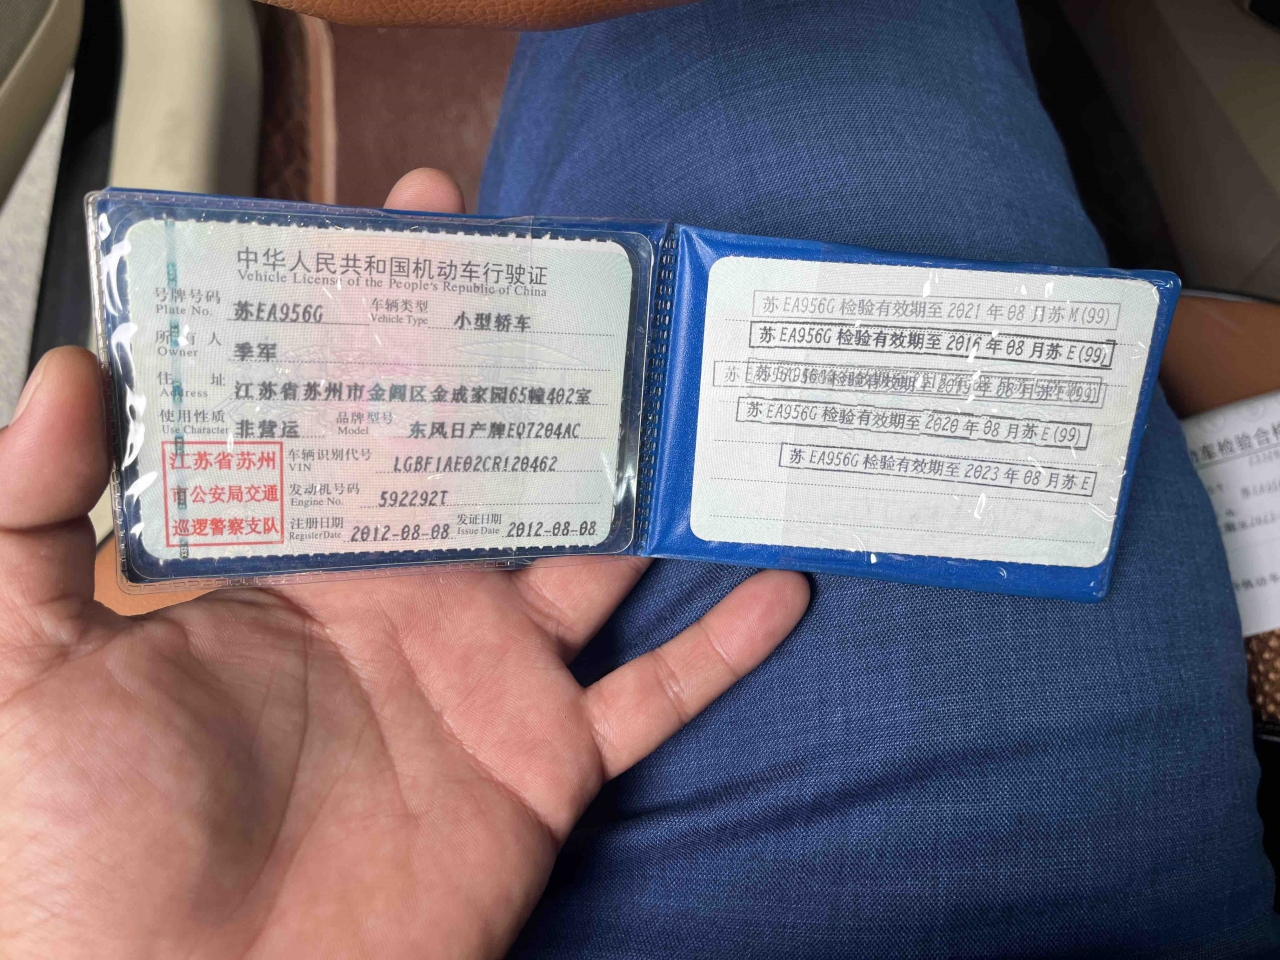 中华人民共和国机动车行驶证
Vehicle License of the People's Republic of China
号牌号码 苏EA956G 车辆类型 小型轿车
Plate No. Vehicle Type
所有人 季军
Owner
住 址 江苏省苏州市金阊区金成家园65幢402室
Address
使用性质 非营运 品牌型号 东风日产牌EQ7204AC
Use Character Model
江苏省苏州
市公安局交通
巡逻警察支队
车辆识别代号 LGBF1AE02CR120462
VIN
发动机号码 592292T
Engine No.
注册日期 2012-08-08 发证日期 2012-08-08
Register Date Issue Date
苏EA956G 检验有效期至 2021 年 08 月苏M(99)
苏EA956G 检验有效期至 2016 年 08 月苏E(99)
苏EA956G 检验有效期至 2020 年 08 月苏E(99)
苏EA956G 检验有效期至 2023 年 08 月苏E
车检验合格